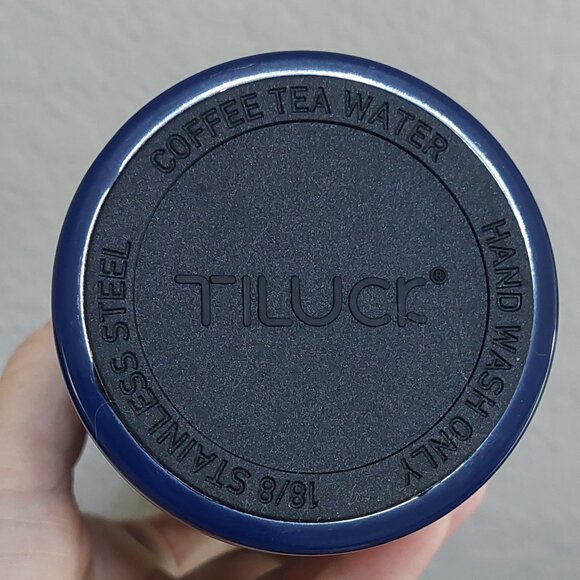 COFFEE TEA WATER
TILUCK®
HAND WASH ONLY
18/8 STAINLESS STEEL